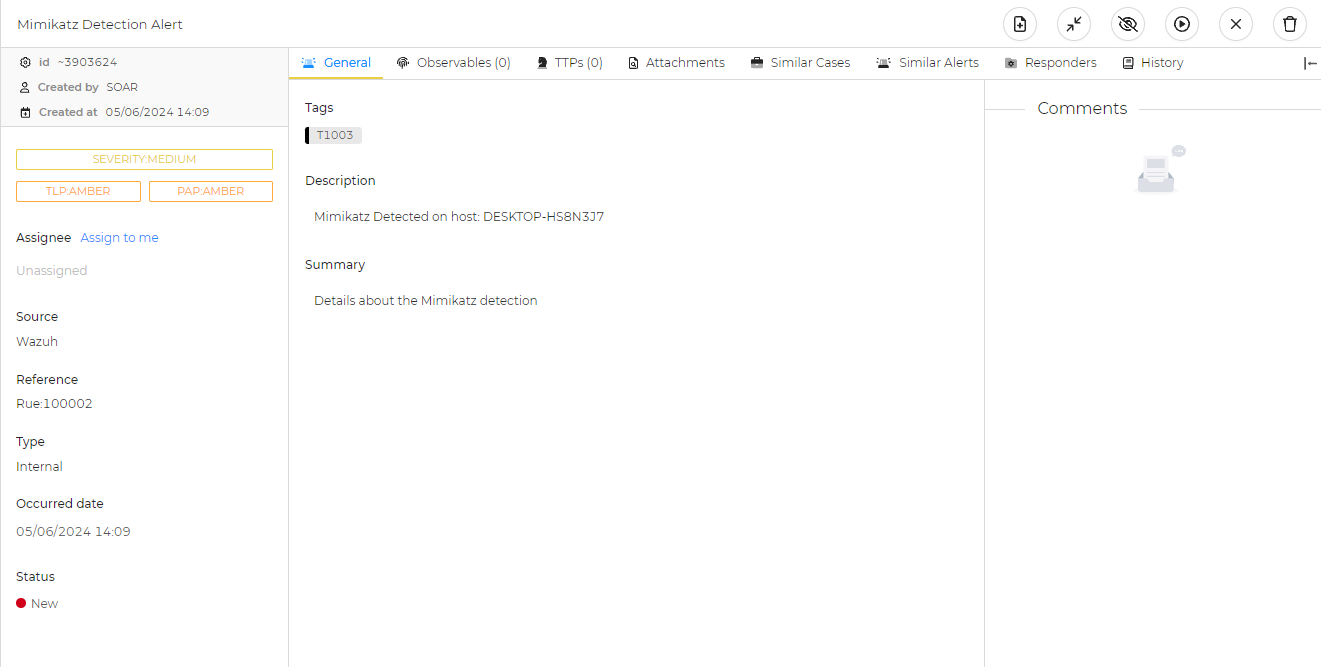 Mimikatz Detection Alert
id ~3903624
Created by SOAR
Created at 05/06/2024 14:09
SEVERITY:MEDIUM
TLP:AMBER PAP:AMBER
Assignee Assign to me
Unassigned
Source
Wazuh
Reference
Rue:100002
Type
Internal
Occurred date
05/06/2024 14:09
Status
New
General Observables (0) TTPs (0) Attachments Similar Cases Similar Alerts Responders History
Tags
T1003
Description
Mimikatz Detected on host: DESKTOP-HS8N3J7
Summary
Details about the Mimikatz detection
Comments